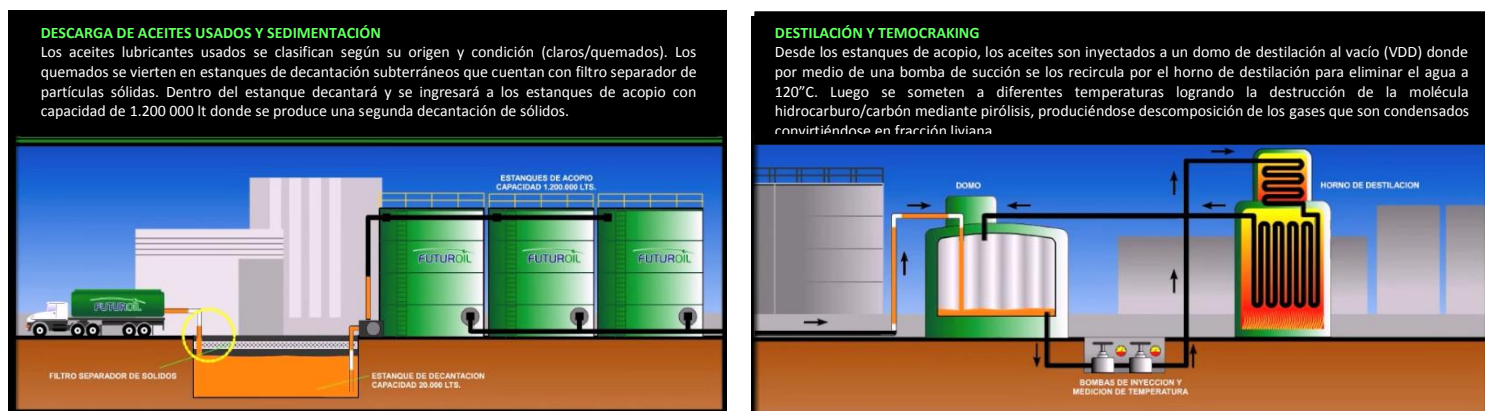 DESCARGA DE ACEITES USADOS Y SEDIMENTACIÓN
Los aceites lubricantes usados se clasifican según su origen y condición (claros/quemados). Los
quemados se vierten en estanques de decantación subterráneos que cuentan con filtro separador de
partículas sólidas. Dentro del estanque decantará y se ingresará a los estanques de acopio con
capacidad de 1.200 000 lt donde se produce una segunda decantación de sólidos.
ESTANQUES DE ACOPIO
CAPACIDAD 1.200.000 LTS.
FUTUROIL
FUTUROIL
FUTUROIL
FUTUROIL
FILTRO SEPARADOR DE SOLIDOS
ESTANQUE DE DECANTACION
CAPACIDAD 20.000 LTS.
DESTILACIÓN Y TEMOCRAKING
Desde los estanques de acopio, los aceites son inyectados a un domo de destilación al vacío (VDD) donde
por medio de una bomba de succión se los recircula por el horno de destilación para eliminar el agua a
120”C. Luego se someten a diferentes temperaturas logrando la destrucción de la molécula
hidrocarburo/carbón mediante pirólisis, produciéndose descomposición de los gases que son condensados
convirtiéndose en fracción liviana
DOMO
HORNO DE DESTILACION
BOMBAS DE INYECCION Y
MEDICION DE TEMPERATURA